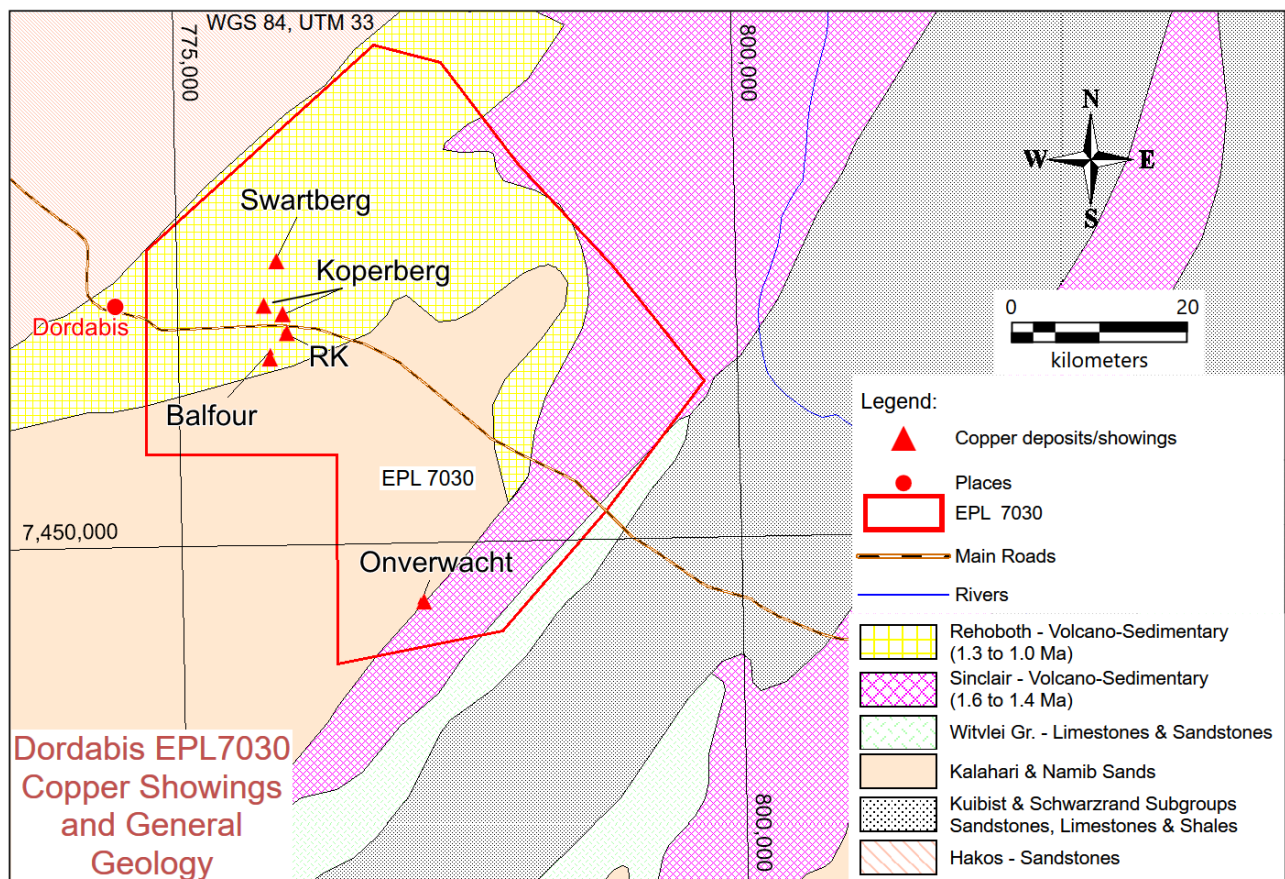 WGS 84, UTM 33
775,000
800,000
N
W
E
S
Swartberg
Koperberg
Dordabis
RK
Balfour
0
20
kilometers
EPL 7030
7,450,000
Onverwacht
800,000
Legend:
Copper deposits/showings
Places
EPL 7030
Main Roads
Rivers
Rehoboth - Volcano-Sedimentary
(1.3 to 1.0 Ma)
Sinclair - Volcano-Sedimentary
(1.6 to 1.4 Ma)
Witvlei Gr. - Limestones & Sandstones
Kalahari & Namib Sands
Kuibist & Schwarzrand Subgroups
Sandstones, Limestones & Shales
Hakos - Sandstones
Dordabis EPL7030
Copper Showings
and General
Geology